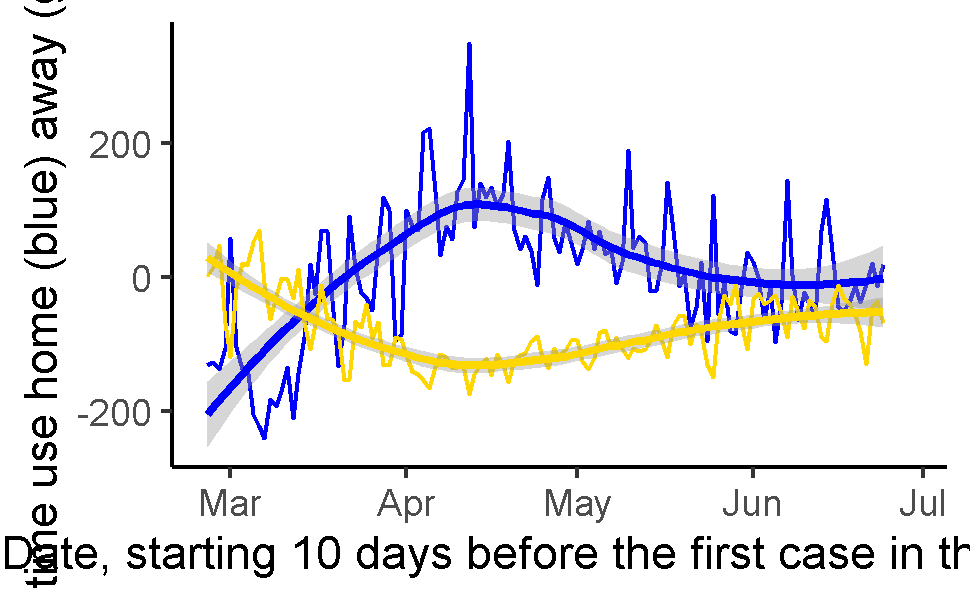 time use home (blue) away (
200
0
-200
Mar Apr May Jun Jul
Date, starting 10 days before the first case in th